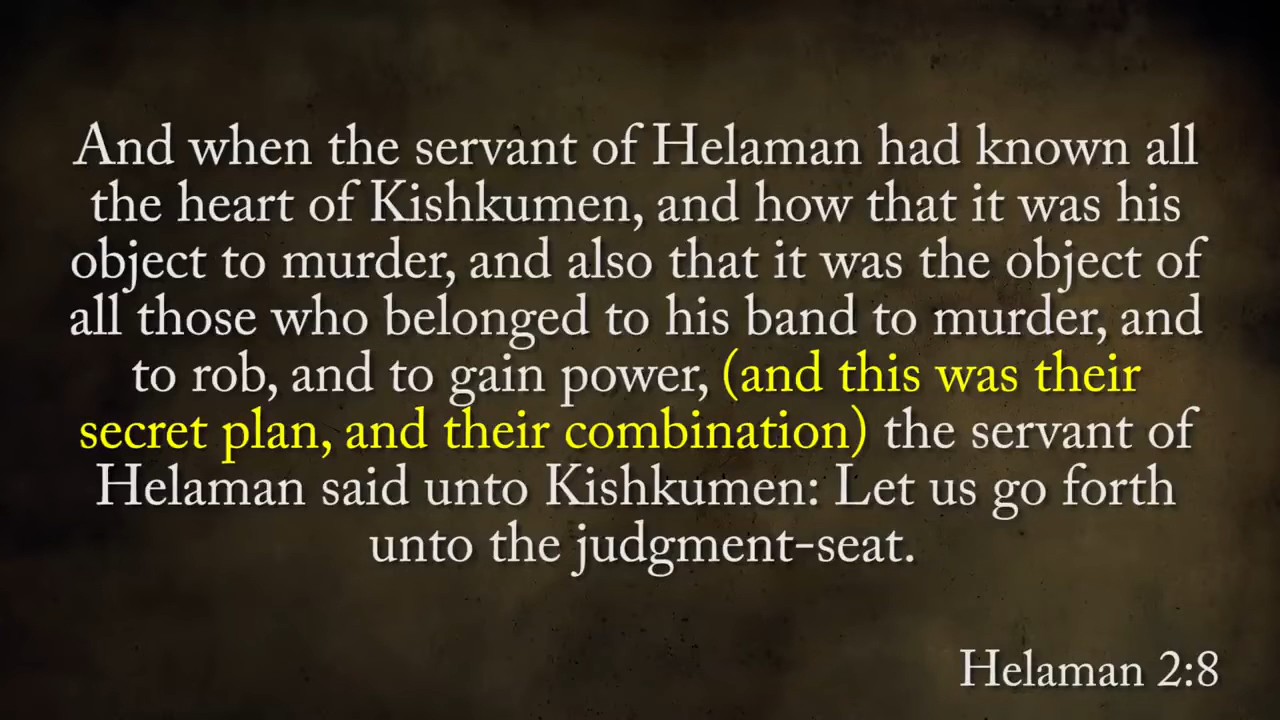 And when the servant of Helaman had known all
the heart of Kishkumen, and how that it was his
object to murder, and also that it was the object of
all those who belonged to his band to murder, and
to rob, and to gain power, (and this was their
secret plan, and their combination) the servant of
Helaman said unto Kishkumen: Let us go forth
unto the judgment-seat.
Helaman 2:8